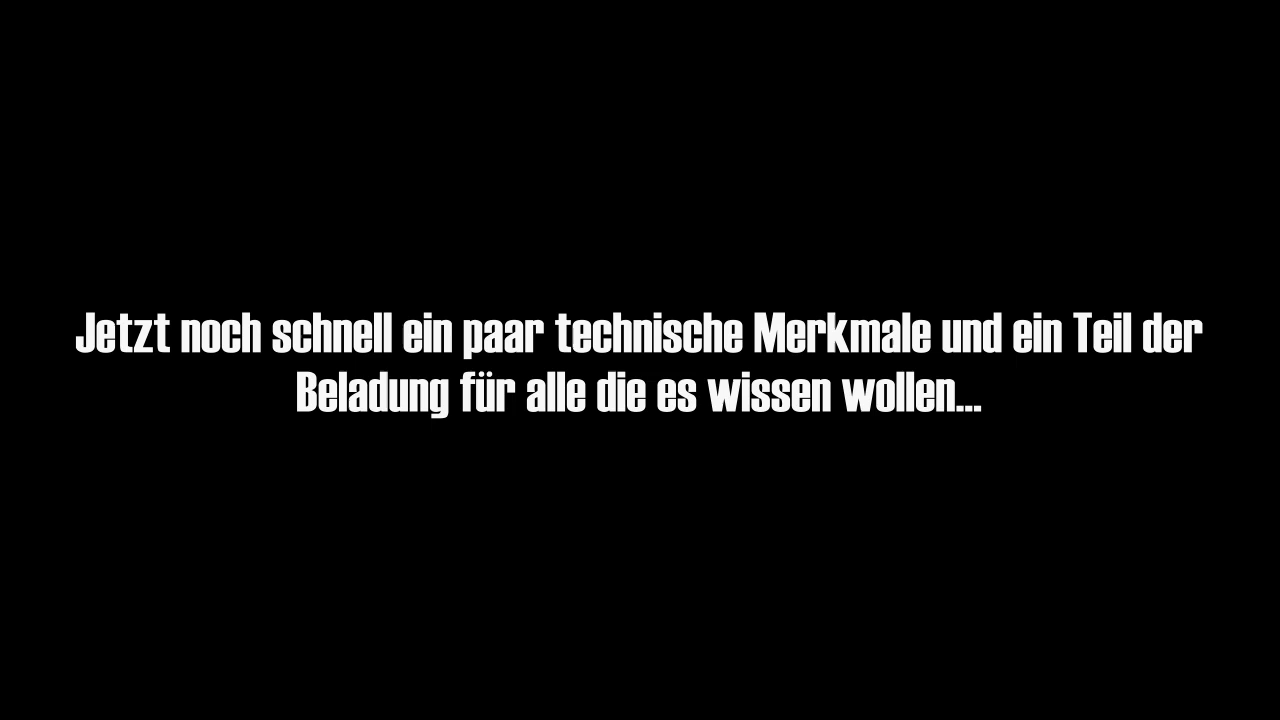 Jetzt noch schnell ein paar technische Merkmale und ein Teil der
Beladung für alle die es wissen wollen...